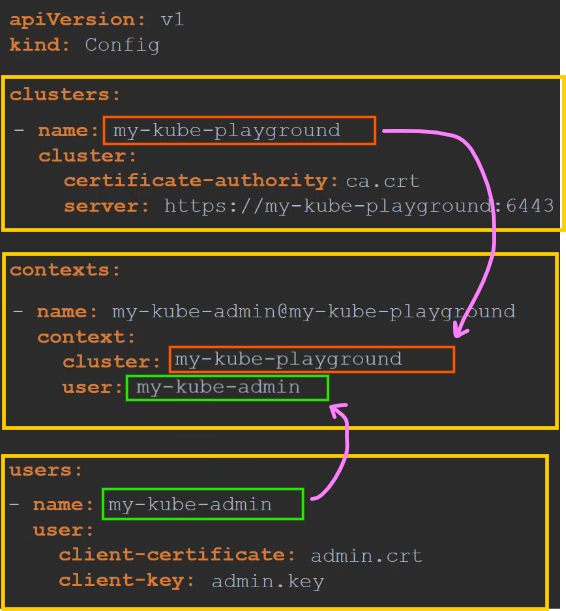 apiVersion: v1
kind: Config
clusters:
- name: my-kube-playground
cluster:
certificate-authority: ca.crt
server: https://my-kube-playground:6443
contexts:
- name: my-kube-admin@my-kube-playground
context:
cluster: my-kube-playground
user: my-kube-admin
users:
- name: my-kube-admin
user:
client-certificate: admin.crt
client-key: admin.key